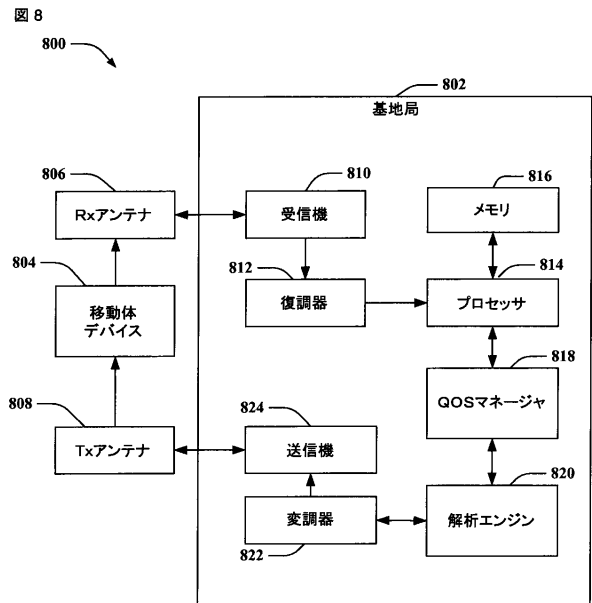 図8
800
802
基地局
806
Rxアンテナ
810
受信機
816
メモリ
804
移動体
デバイス
812
復調器
814
プロセッサ
818
QOSマネージャ
808
Txアンテナ
824
送信機
820
解析エンジン
変調器
822